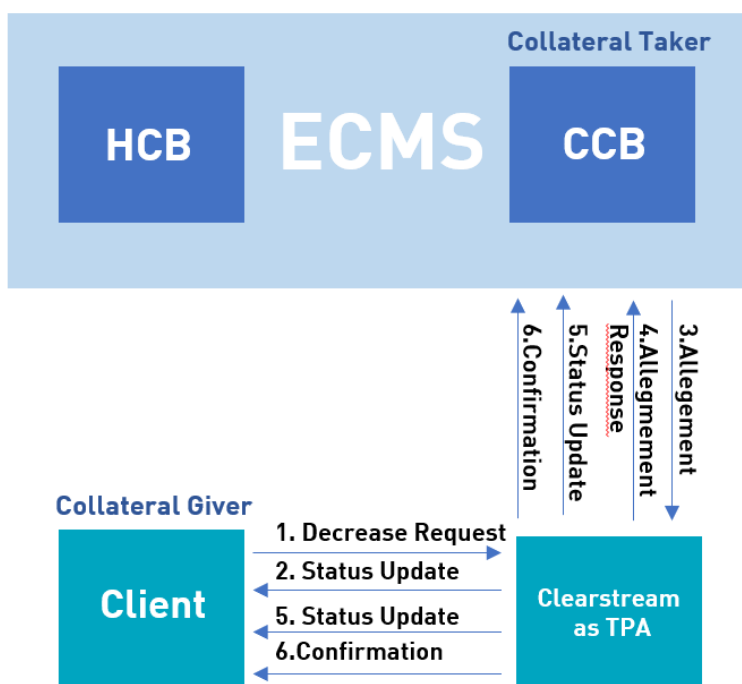 Collateral Taker
HCB
ECMS
CCB
6.Confirmation
5.Status Update
4.Allegmement
Response
3.Allegement
Collateral Giver
Client
1. Decrease Request
2. Status Update
5. Status Update
6.Confirmation
Clearstream
as TPA